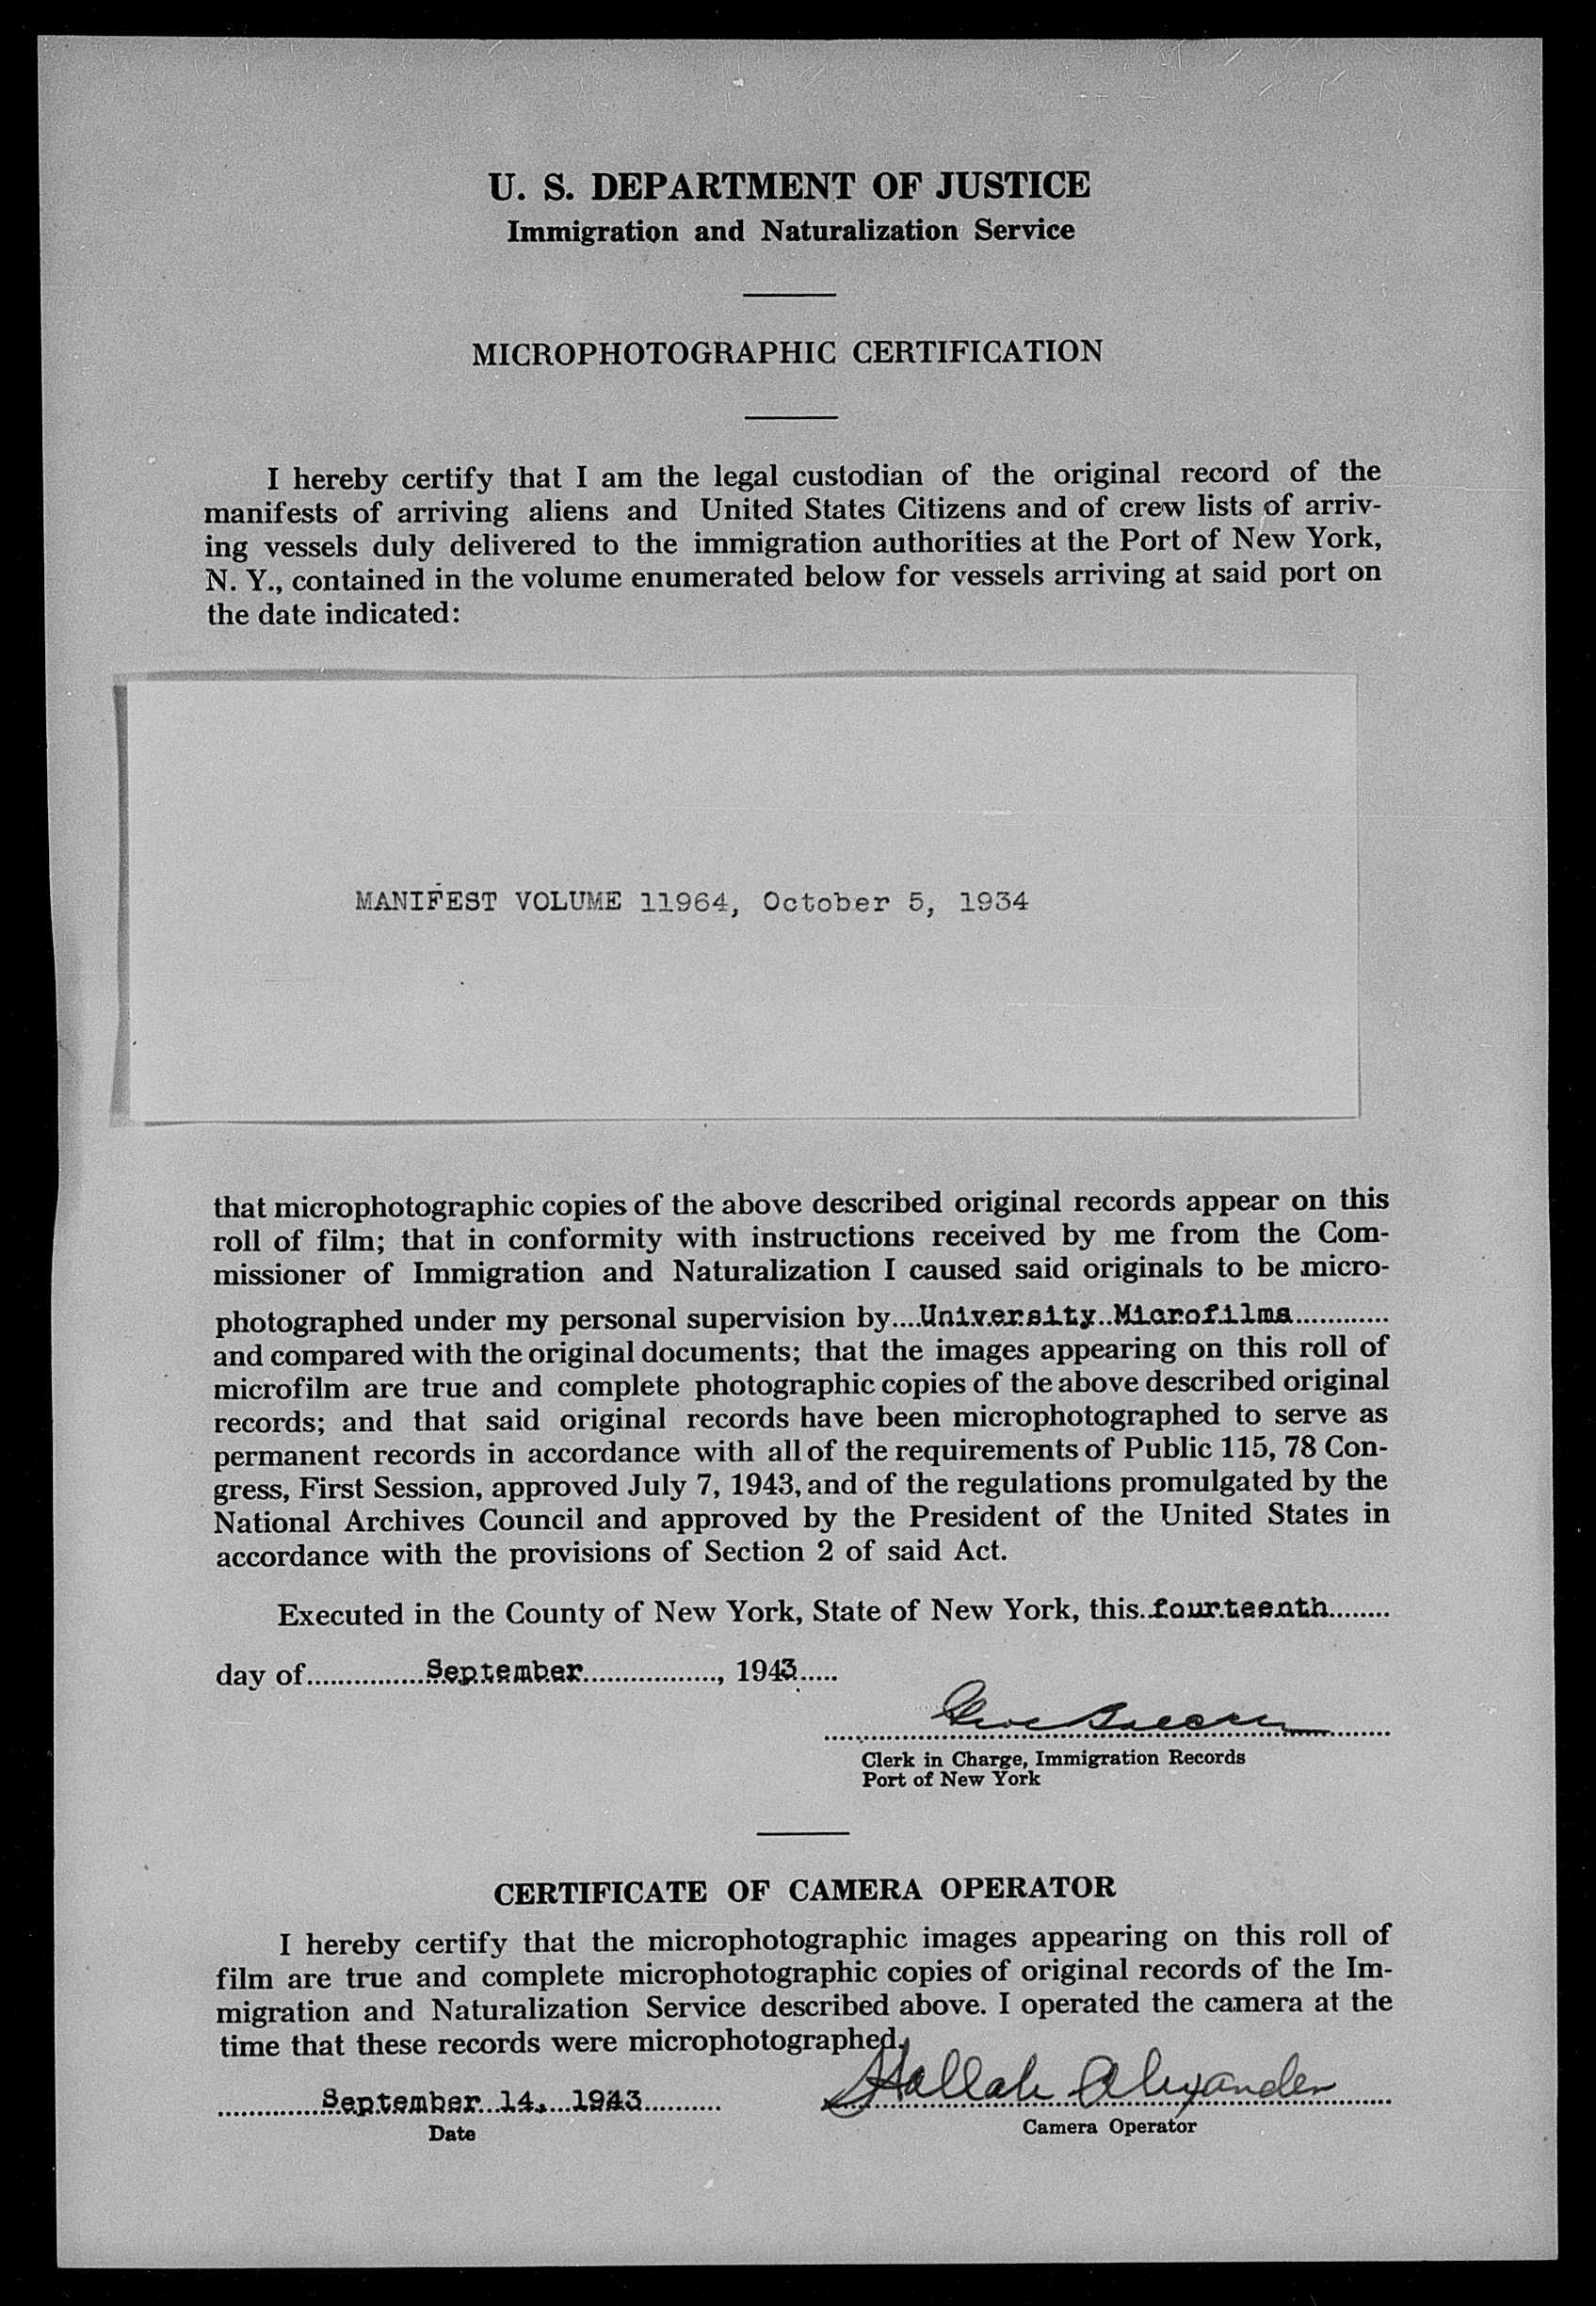 U. S. DEPARTMENT OF JUSTICE
Immigration and Naturalization Service
MICROPHOTOGRAPHIC CERTIFICATION
I hereby certify that I am the legal custodian of the original record of the
manifests of arriving aliens and United States Citizens and of crew lists of arriv-
ing vessels duly delivered to the immigration authorities at the Port of New York,
N. Y., contained in the volume enumerated below for vessels arriving at said port on
the date indicated:
MANIFEST VOLUME 11964, October 5, 1934
that microphotographic copies of the above described original records appear on this
roll of film; that in conformity with instructions received by me from the Com-
missioner of Immigration and Naturalization I caused said originals to be micro-
photographed under my personal supervision by....University..Microfilms............
and compared with the original documents; that the images appearing on this roll of
microfilm are true and complete photographic copies of the above described original
records; and that said original records have been microphotographed to serve as
permanent records in accordance with all of the requirements of Public 115, 78 Con-
gress, First Session, approved July 7, 1943, and of the regulations promulgated by the
National Archives Council and approved by the President of the United States in
accordance with the provisions of Section 2 of said Act.
Executed in the County of New York, State of New York, this..fourteenth........
day of................September.................., 1943.....
Clerk in Charge, Immigration Records
Port of New York
CERTIFICATE OF CAMERA OPERATOR
I hereby certify that the microphotographic images appearing on this roll of
film are true and complete microphotographic copies of original records of the Im-
migration and Naturalization Service described above. I operated the camera at the
time that these records were microphotographed.
.............September..14,...1943.......... Hallah Alexander
Date
Camera Operator